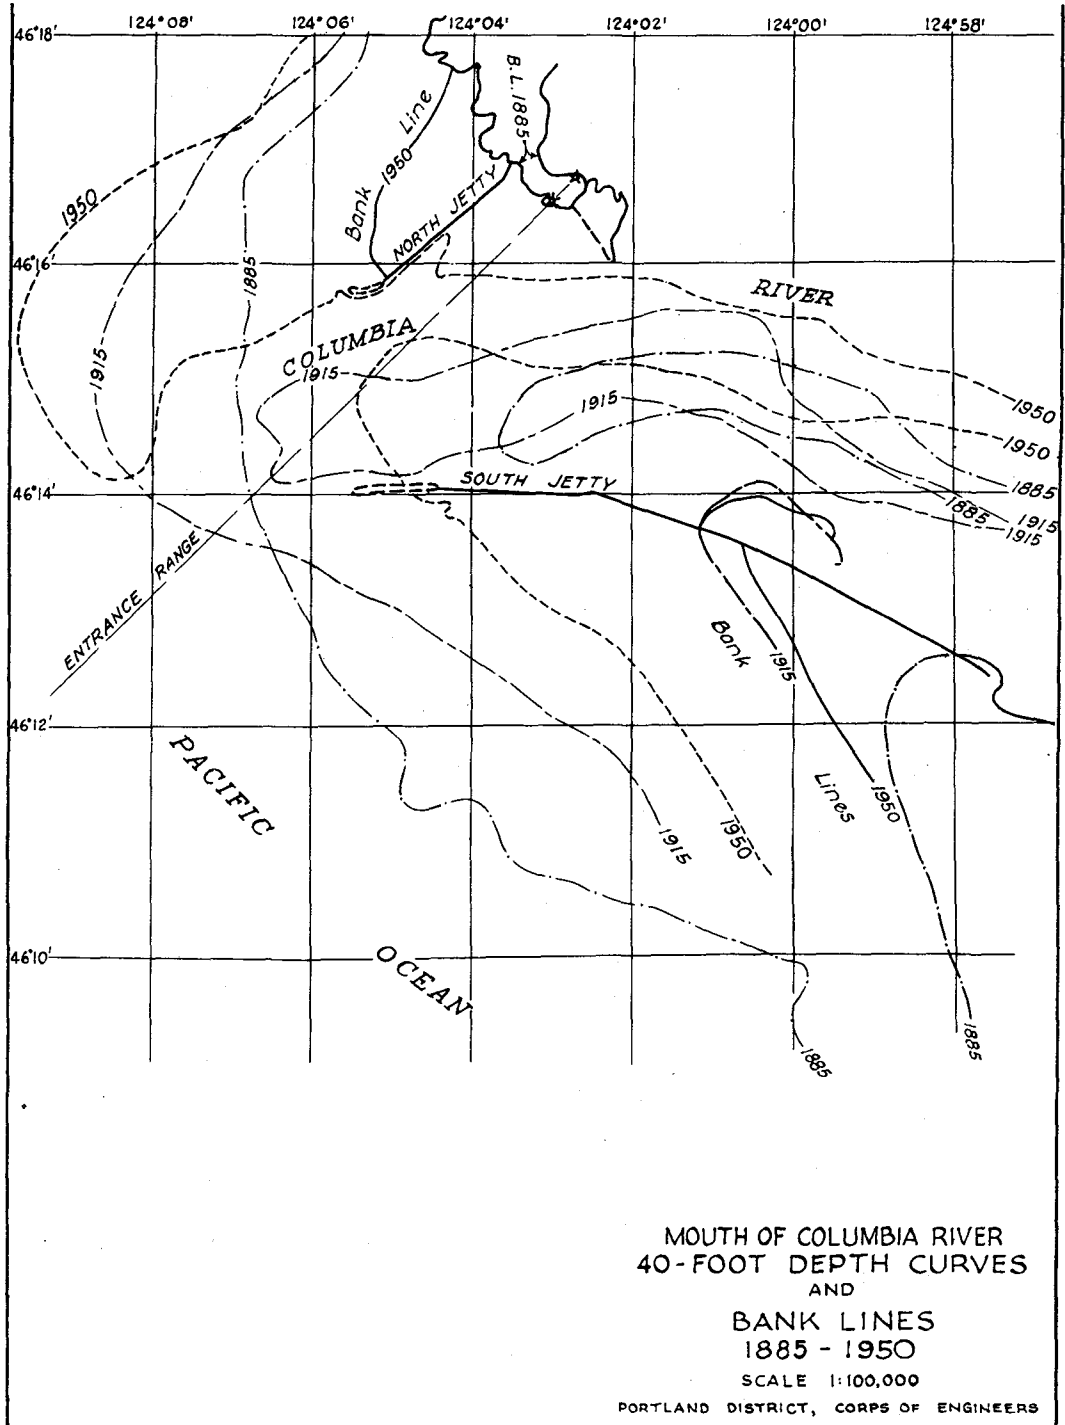 124°08' 124°06' 124°04' 124°02' 124°00' 124°58'
46°18'
B.L. 1885
Bank 1950 Line
1950
NORTH JETTY
46°16'
1885
RIVER
COLUMBIA
1915
1915
1915
1950
1950
SOUTH JETTY
1885
46°14'
1885
1915
1915
ENTRANCE RANGE
Bank
1915
46°12'
PACIFIC
Lines
1950
1950
1915
46°10'
OCEAN
1885
1885
MOUTH OF COLUMBIA RIVER
40-FOOT DEPTH CURVES
AND
BANK LINES
1885 - 1950
SCALE 1:100,000
PORTLAND DISTRICT, CORPS OF ENGINEERS